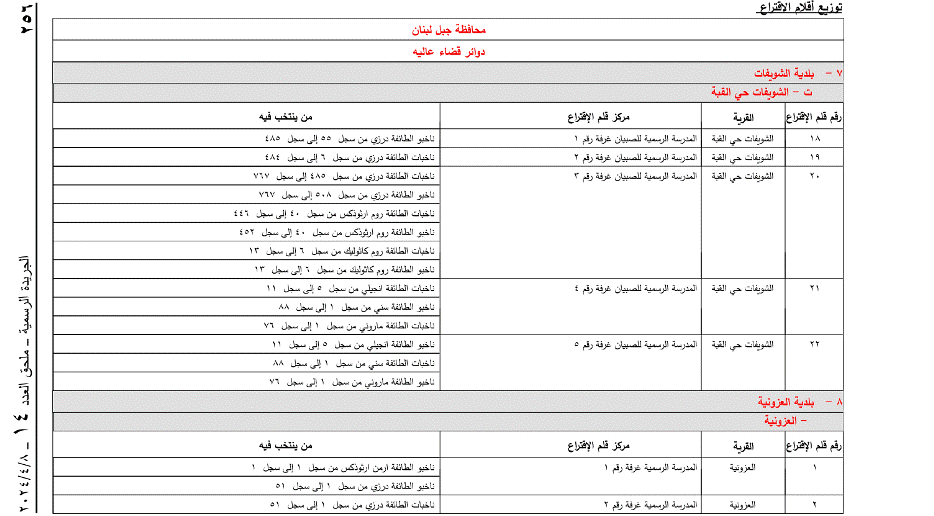 توزيع أقلام الإقتراع
٢٥٦
محافظة جبل لبنان
دوائر قضاء عاليه
٧ - بلدية الشويفات
ت - الشويفات حي القبة
رقم قلم الإقتراع القرية مركز قلم الإقتراع من ينتخب فيه
١٨ الشويفات حي القبة المدرسة الرسمية للصبيان غرفة رقم ١ ناخبو الطائفة درزي من سجل ٥٥ إلى سجل ٤٨٥
١٩ الشويفات حي القبة المدرسة الرسمية للصبيان غرفة رقم ٢ ناخبات الطائفة درزي من سجل ٦ إلى سجل ٤٨٤
٢٠ الشويفات حي القبة المدرسة الرسمية للصبيان غرفة رقم ٣ ناخبات الطائفة درزي من سجل ٤٨٥ إلى سجل ٧٦٧
ناخبو الطائفة درزي من سجل ٥٠٨ إلى سجل ٧٦٧
ناخبات الطائفة روم ارثوذكس من سجل ٤٠ إلى سجل ٤٤٦
ناخبو الطائفة روم ارثوذكس من سجل ٤٠ إلى سجل ٤٥٢
ناخبات الطائفة روم كاثوليك من سجل ٦ إلى سجل ١٣
ناخبو الطائفة روم كاثوليك من سجل ٦ إلى سجل ١٣
٢١ الشويفات حي القبة المدرسة الرسمية للصبيان غرفة رقم ٤ ناخبات الطائفة انجيلي من سجل ٥ إلى سجل ١١
ناخبو الطائفة سني من سجل ١ إلى سجل ٨٨
ناخبات الطائفة ماروني من سجل ١ إلى سجل ٧٦
٢٢ الشويفات حي القبة المدرسة الرسمية للصبيان غرفة رقم ٥ ناخبو الطائفة انجيلي من سجل ٥ إلى سجل ١١
ناخبات الطائفة سني من سجل ١ إلى سجل ٨٨
ناخبو الطائفة ماروني من سجل ١ إلى سجل ٧٦
٨ - بلدية العزونية
- العزونية
رقم قلم الإقتراع القرية مركز قلم الإقتراع من ينتخب فيه
١ العزونية المدرسة الرسمية غرفة رقم ١ ناخبو الطائفة ارمن ارثوذكس من سجل ١ إلى سجل ١
ناخبو الطائفة درزي من سجل ١ إلى سجل ٥١
٢ العزونية المدرسة الرسمية غرفة رقم ٢ ناخبات الطائفة درزي من سجل ١ إلى سجل ٥١
الجريدة الرسمية - ملحق العدد ١٤ - ٢٠٢٤/٤/٨